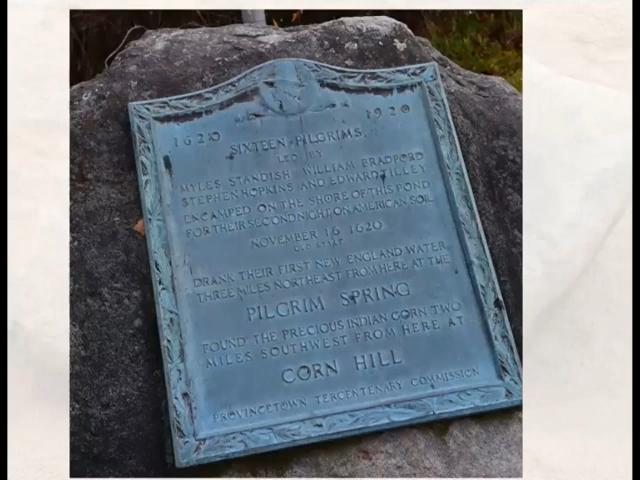 1620 1920
SIXTEEN PILGRIMS
LED BY
MYLES STANDISH WILLIAM BRADFORD
STEPHEN HOPKINS AND EDWARD TILLEY
ENCAMPED ON THE SHORE OF THIS POND
FOR THEIR SECOND NIGHT ON AMERICAN SOIL
NOVEMBER 16 1620
OLD STYLE
DRANK THEIR FIRST NEW ENGLAND WATER
THREE MILES NORTHEAST FROM HERE AT THE
PILGRIM SPRING
FOUND THE PRECIOUS INDIAN CORN TWO
MILES SOUTHWEST FROM HERE AT
CORN HILL
PROVINCETOWN TERCENTENARY COMMISSION